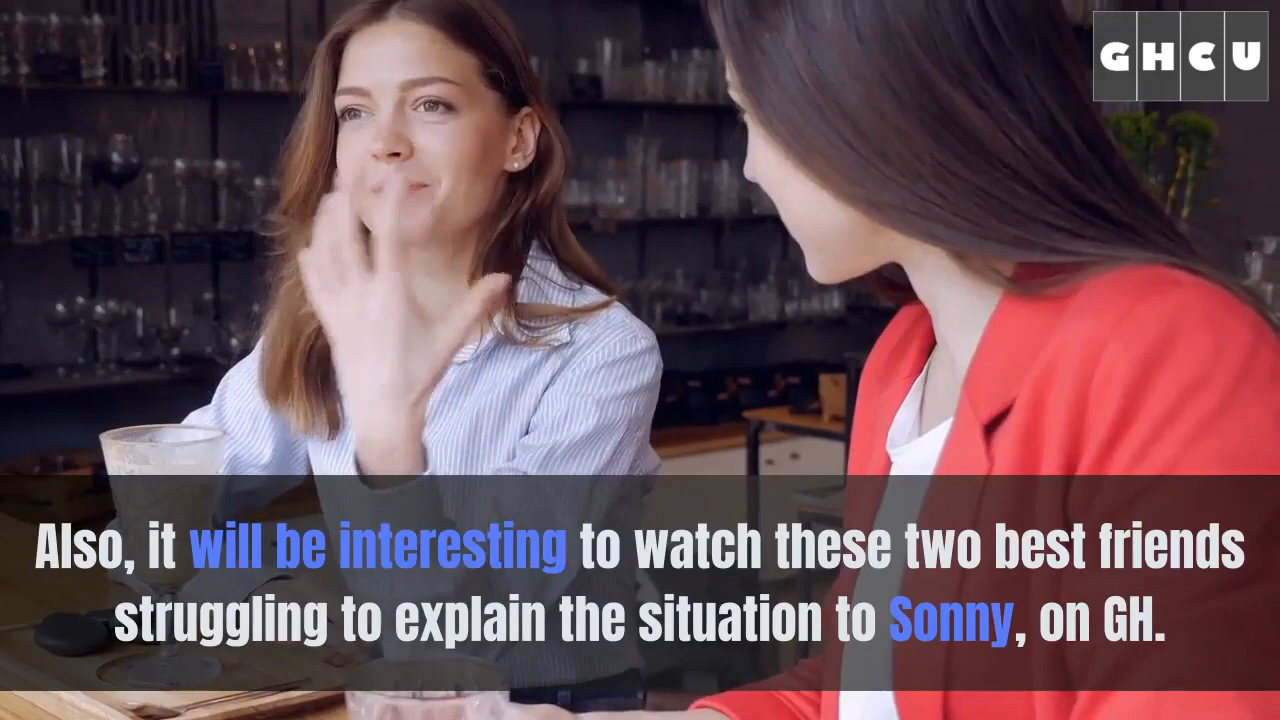 GHCU
Also, it will be interesting to watch these two best friends
struggling to explain the situation to Sonny, on GH.